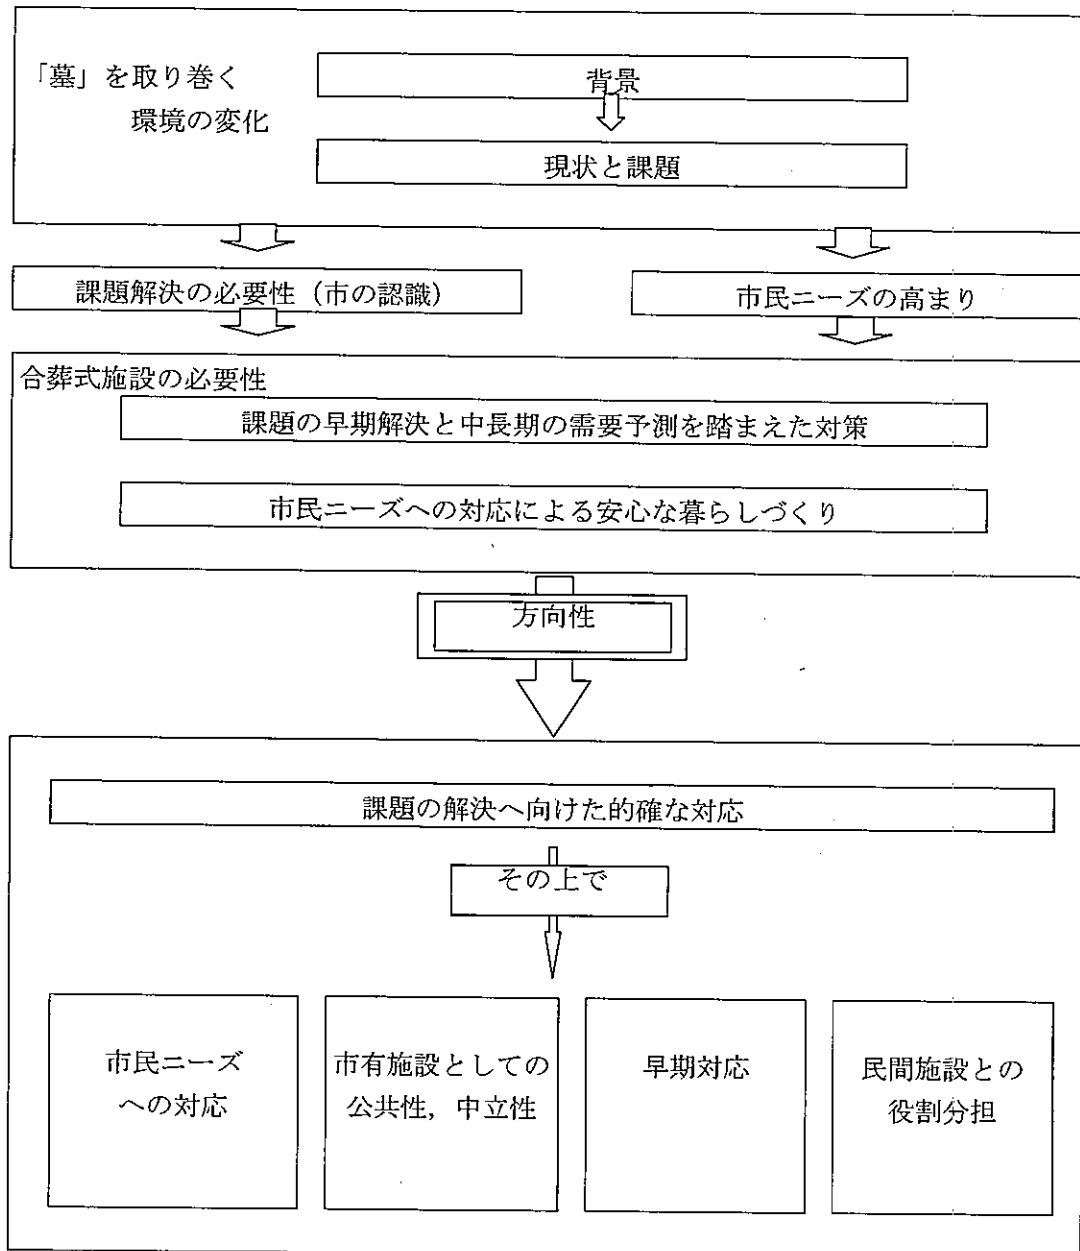 「墓」を取り巻く
環境の変化
背景
現状と課題
課題解決の必要性（市の認識）
市民ニーズの高まり
合葬式施設の必要性
課題の早期解決と中長期の需要予測を踏まえた対策
市民ニーズへの対応による安心な暮らしづくり
方向性
課題の解決へ向けた的確な対応
その上で
市民ニーズ
への対応
市有施設としての
公共性，中立性
早期対応
民間施設との
役割分担